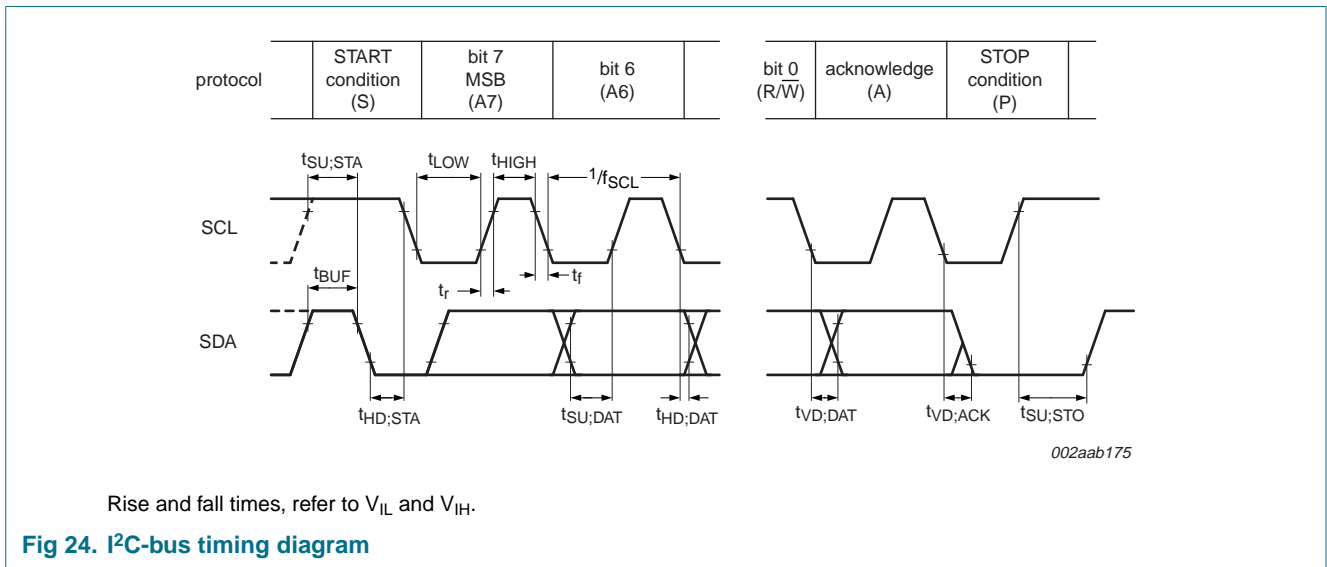 protocol
START
condition
(S)
bit 7
MSB
(A7)
bit 6
(A6)
bit 0
(R/W̅)
acknowledge
(A)
STOP
condition
(P)
tSU;STA
tLOW
tHIGH
1/fSCL
SCL
tBUF
tr
tf
SDA
tHD;STA
tSU;DAT
tHD;DAT
tVD;DAT
tVD;ACK
tSU;STO
002aab175
Rise and fall times, refer to VIL and VIH.
Fig 24. I²C-bus timing diagram